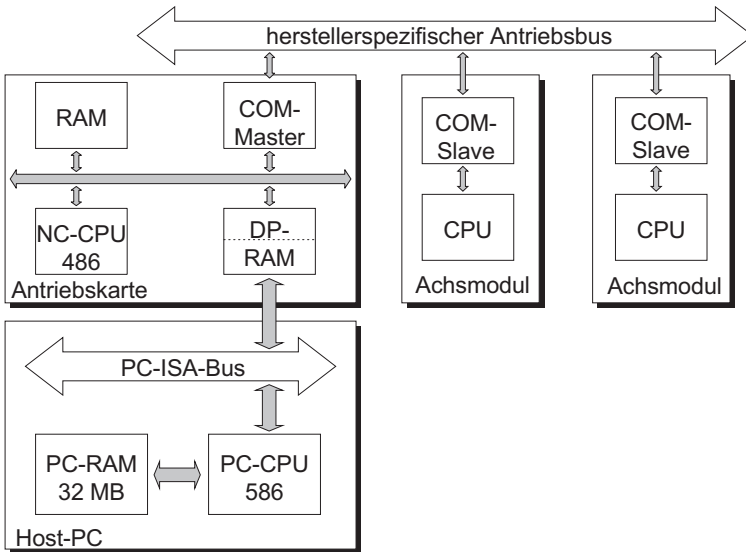 herstellerspezifischer Antriebsbus
RAM
COM-
Master
NC-CPU
486
DP-
RAM
Antriebskarte
COM-
Slave
CPU
Achsmodul
COM-
Slave
CPU
Achsmodul
PC-ISA-Bus
PC-RAM
32 MB
PC-CPU
586
Host-PC